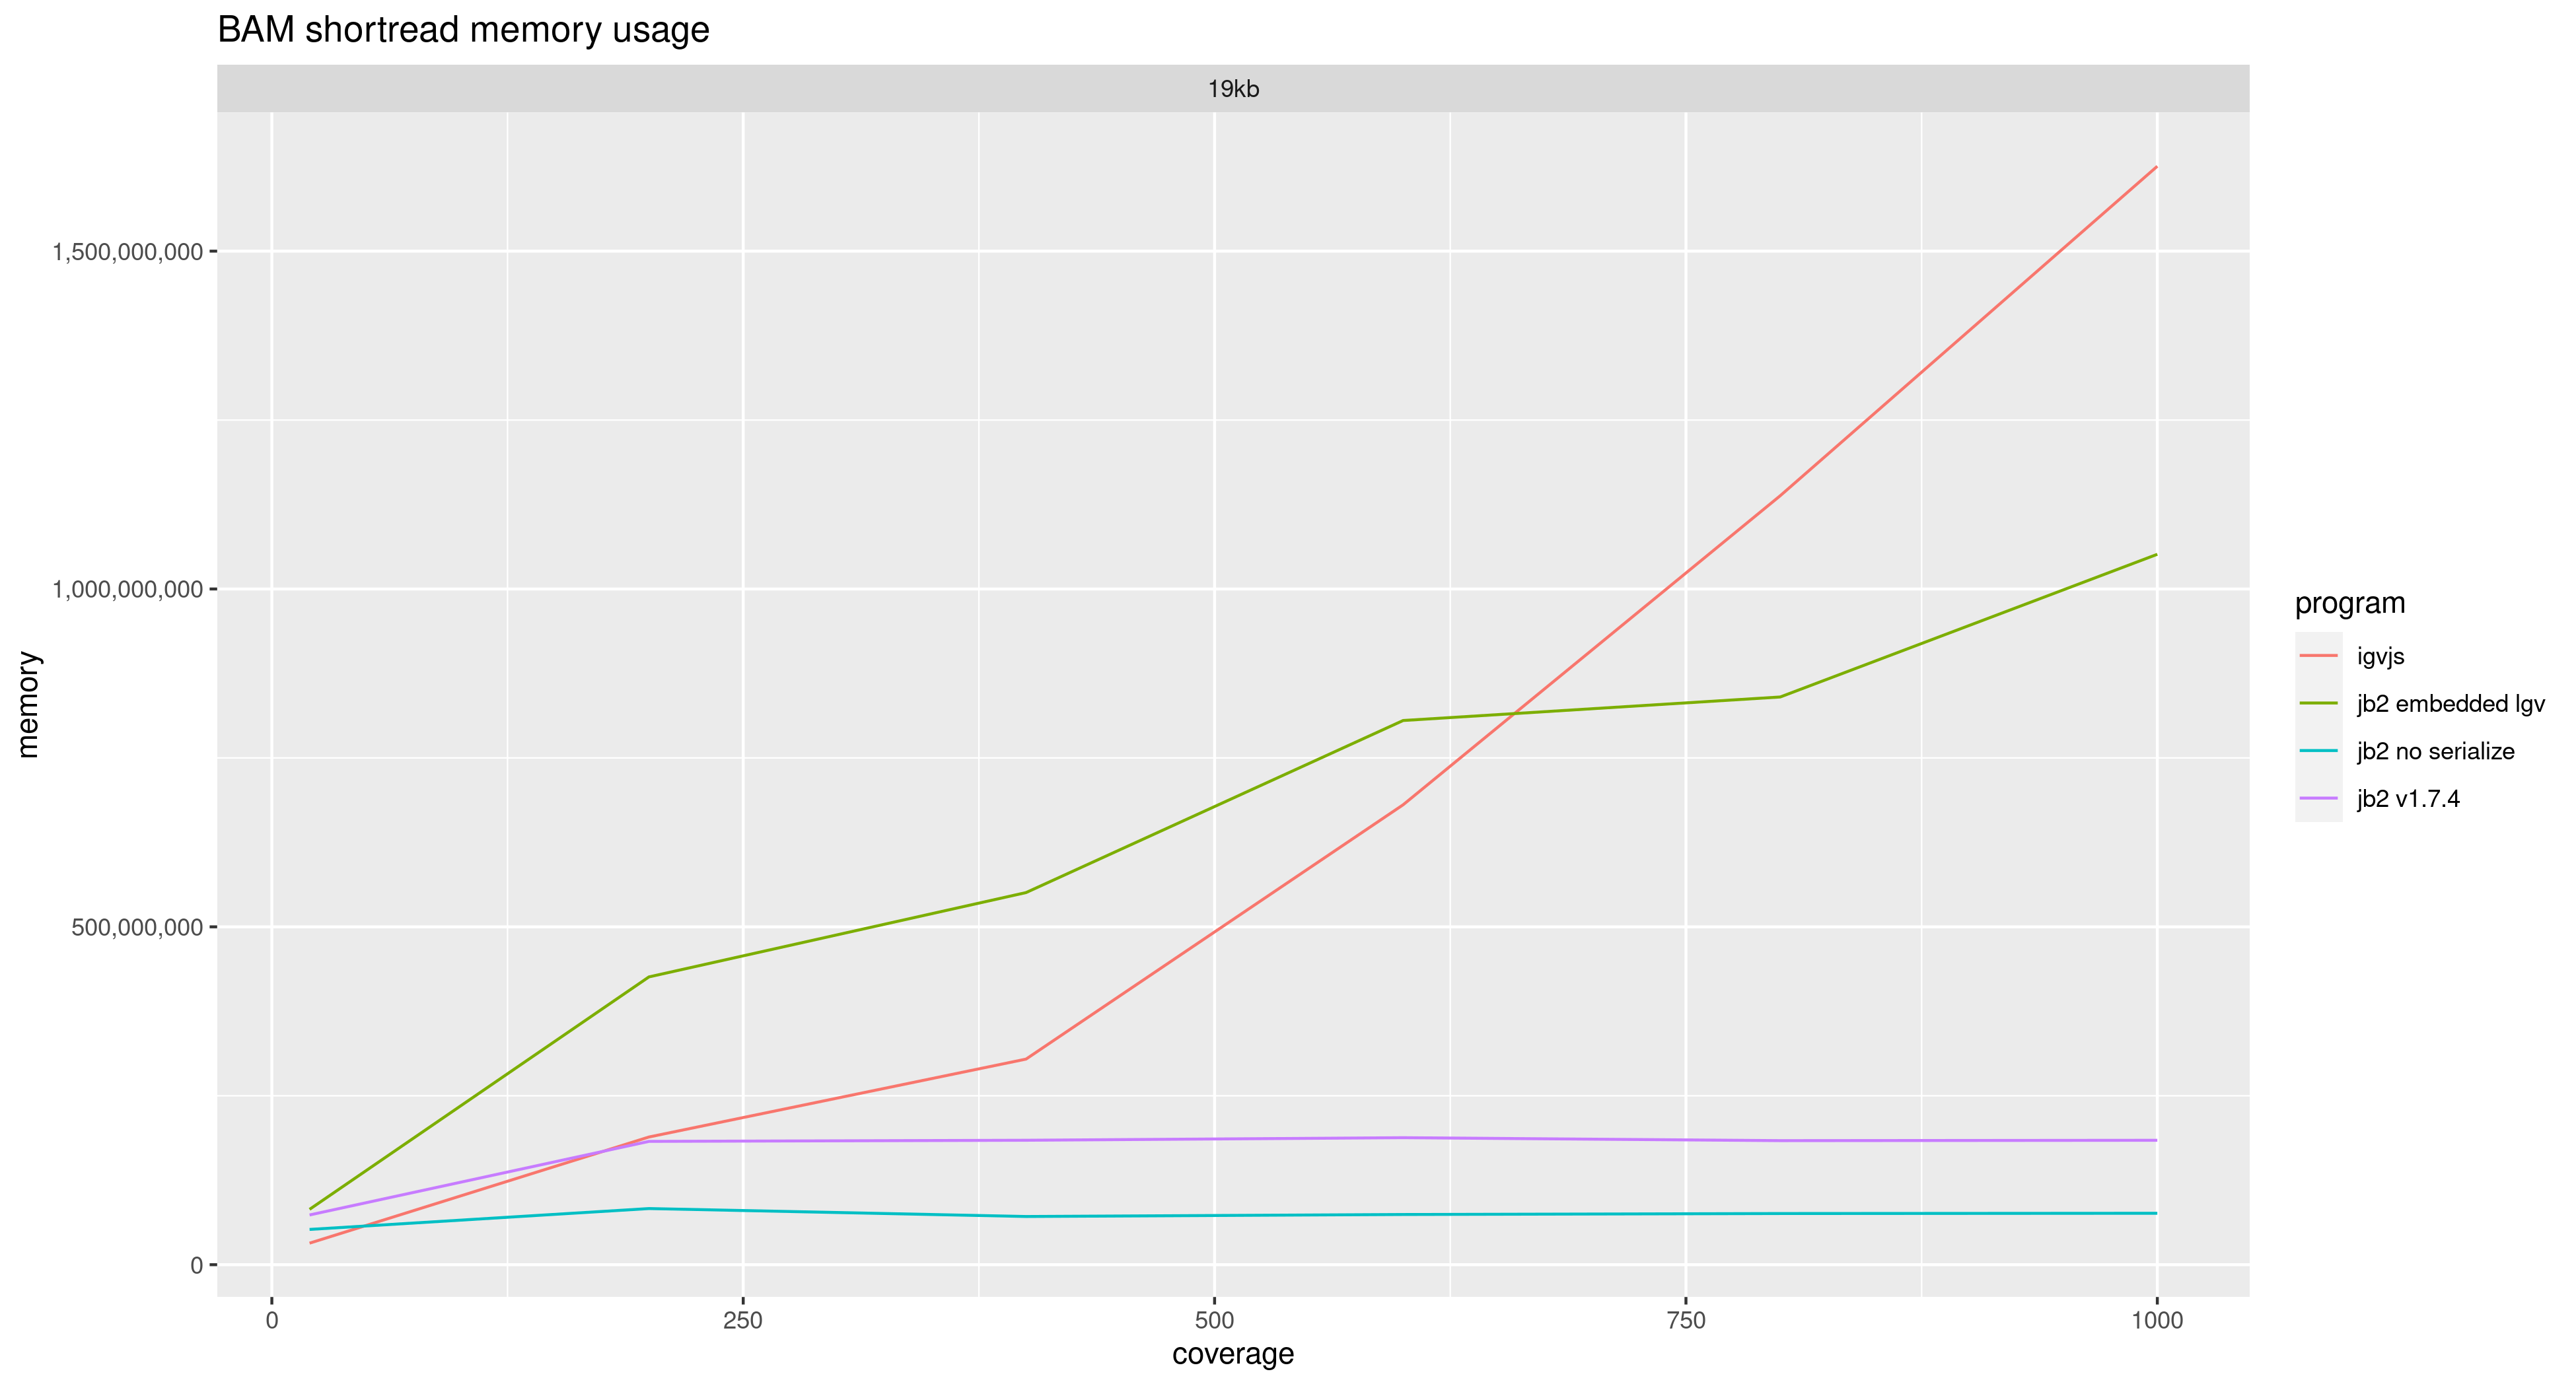 BAM shortread memory usage
19kb
1,500,000,000
1,000,000,000
500,000,000
0
memory
0 250 500 750 1000
coverage
program
igvjs
jb2 embedded lgv
jb2 no serialize
jb2 v1.7.4